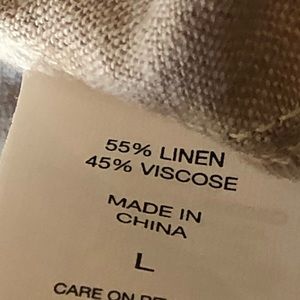 55% LINEN
45% VISCOSE
MADE IN
CHINA
L
CARE ON